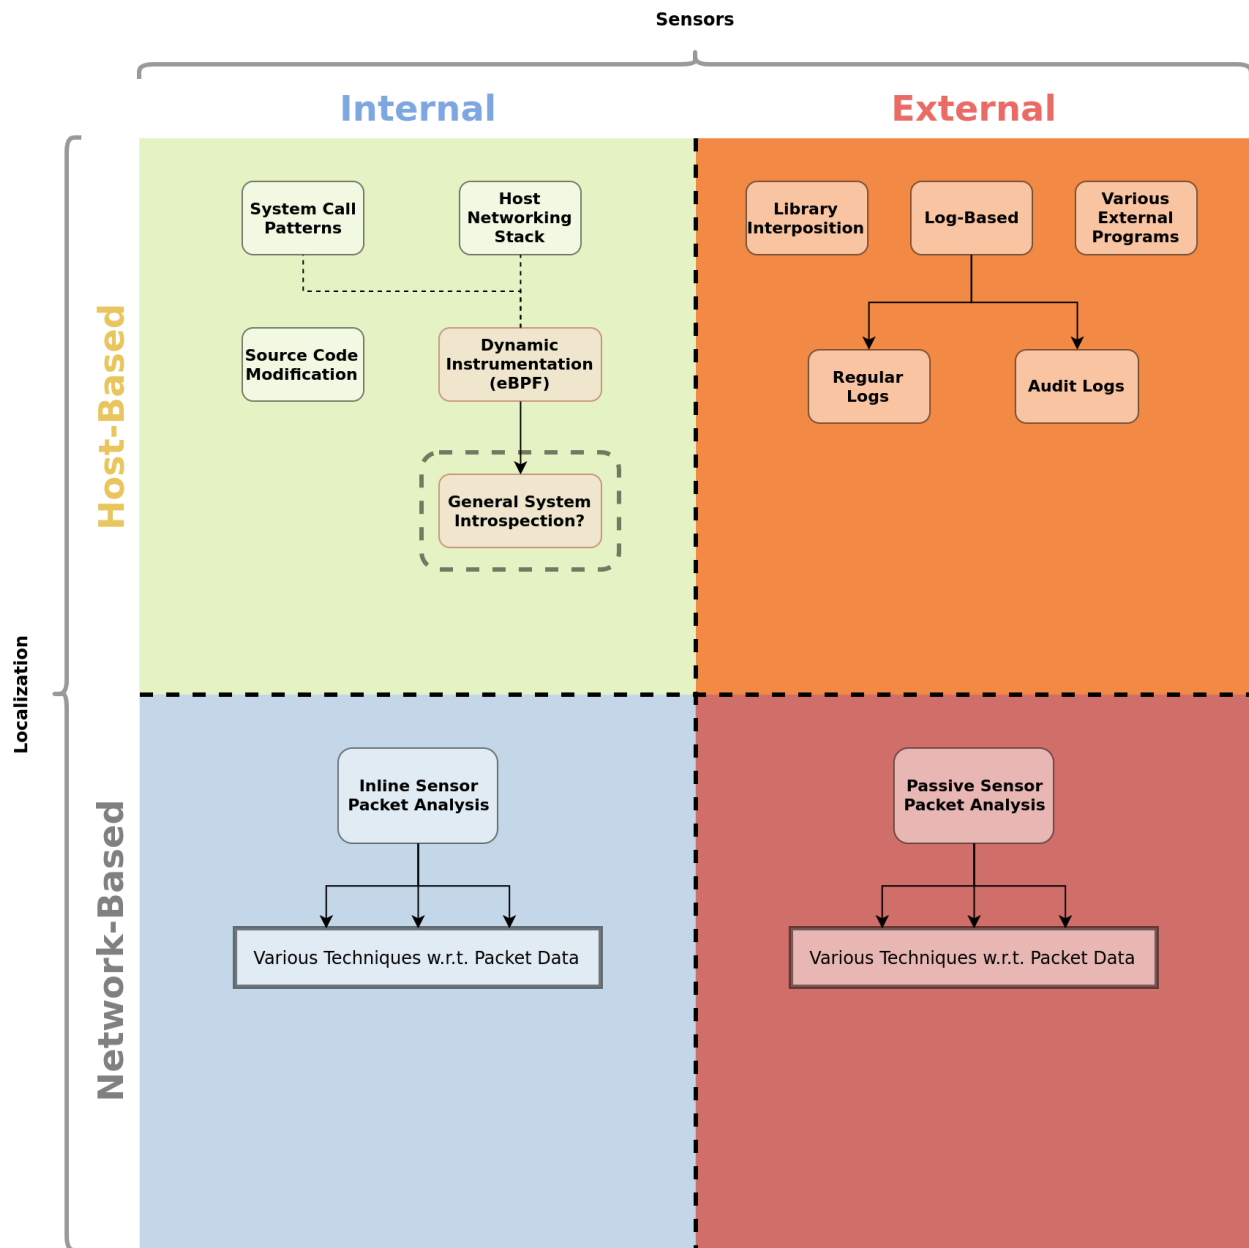 Sensors
Internal
External
Localization
Host-Based
System Call
Patterns
Host
Networking
Stack
Source Code
Modification
Dynamic
Instrumentation
(eBPF)
General System
Introspection?
Library
Interposition
Log-Based
Various
External
Programs
Regular
Logs
Audit Logs
Network-Based
Inline Sensor
Packet Analysis
Various Techniques w.r.t. Packet Data
Passive Sensor
Packet Analysis
Various Techniques w.r.t. Packet Data